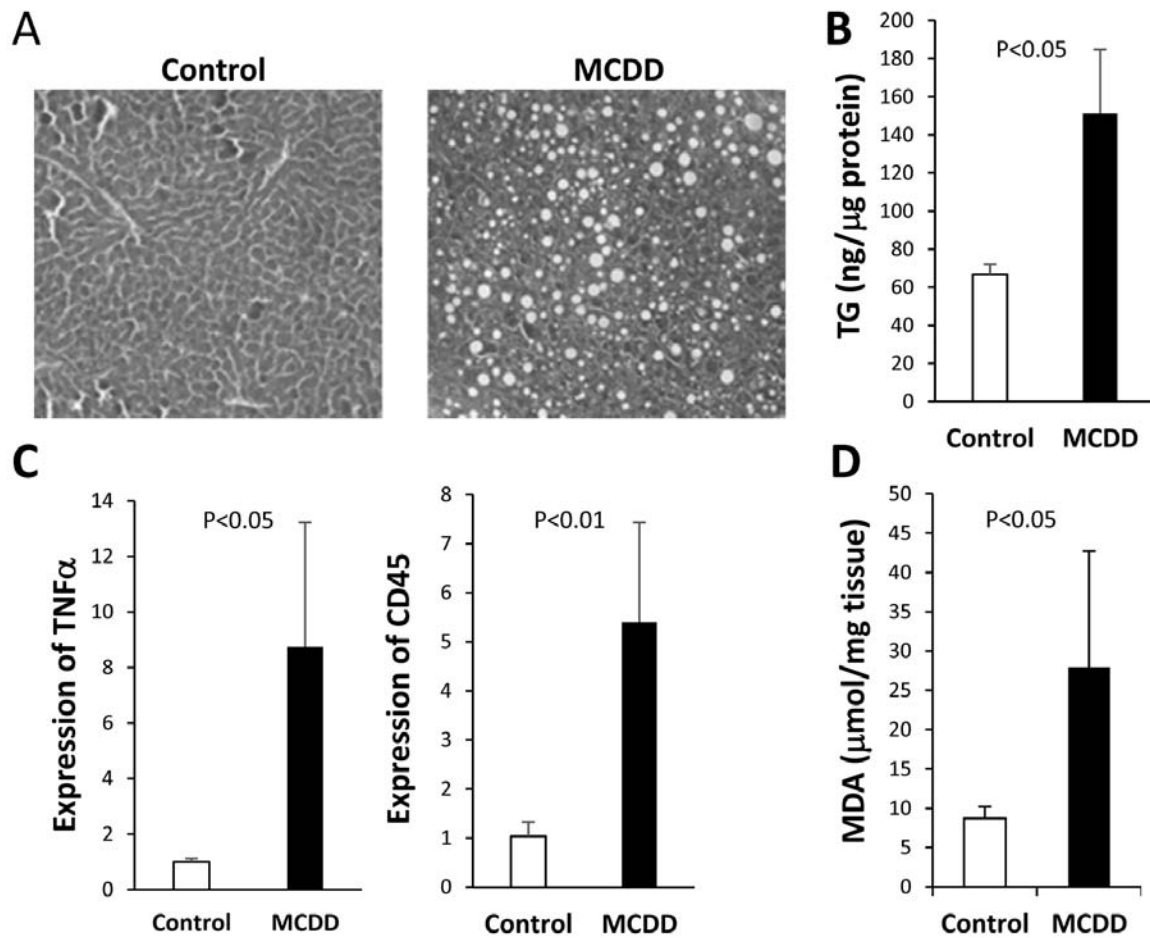 A
Control
MCDD
B
P<0.05
TG (ng/μg protein)
200
180
160
140
120
100
80
60
40
20
0
Control MCDD
C
P<0.05
Expression of TNFα
14
12
10
8
6
4
2
0
Control MCDD
P<0.01
Expression of CD45
8
7
6
5
4
3
2
1
0
Control MCDD
D
P<0.05
MDA (μmol/mg tissue)
50
45
40
35
30
25
20
15
10
5
0
Control MCDD